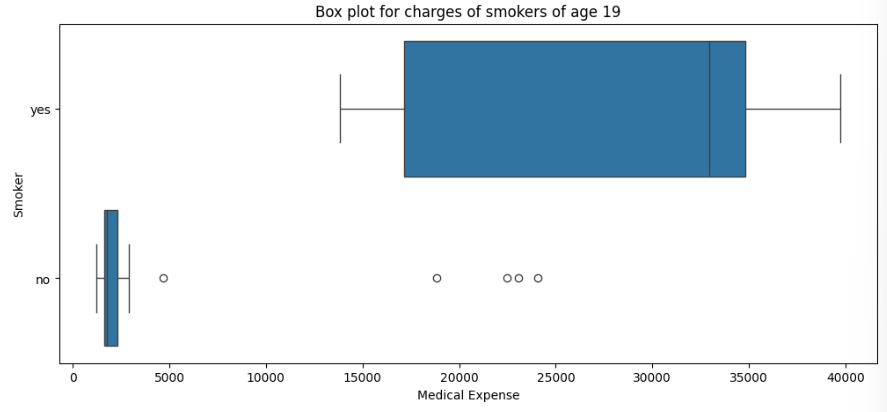 Box plot for charges of smokers of age 19
yes
no
Smoker
0 5000 10000 15000 20000 25000 30000 35000 40000
Medical Expense